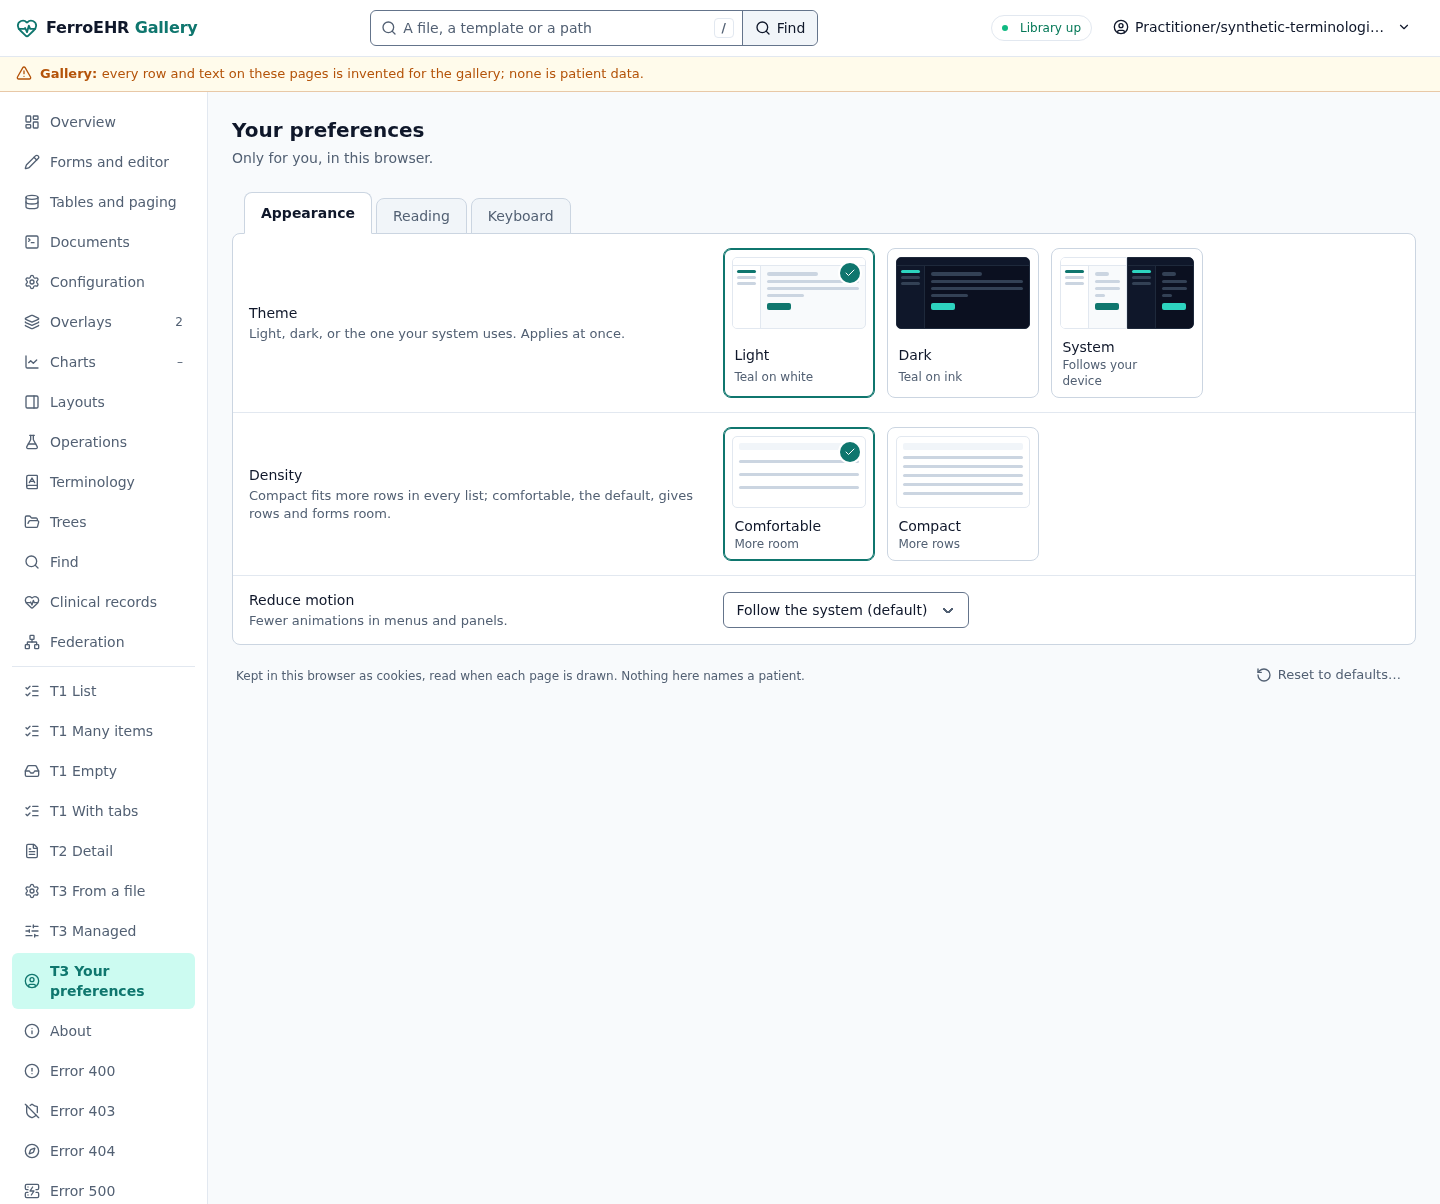 FerroEHR Gallery
A file, a template or a path
/
Find
Library up
Practitioner/synthetic-terminologi…
Gallery: every row and text on these pages is invented for the gallery; none is patient data.
Overview
Forms and editor
Tables and paging
Documents
Configuration
Overlays 2
Charts –
Layouts
Operations
Terminology
Trees
Find
Clinical records
Federation
T1 List
T1 Many items
T1 Empty
T1 With tabs
T2 Detail
T3 From a file
T3 Managed
T3 Your
preferences
About
Error 400
Error 403
Error 404
Error 500
Your preferences
Only for you, in this browser.
Appearance
Reading
Keyboard
Theme
Light, dark, or the one your system uses. Applies at once.
Light
Teal on white
Dark
Teal on ink
System
Follows your
device
Density
Compact fits more rows in every list; comfortable, the default, gives
rows and forms room.
Comfortable
More room
Compact
More rows
Reduce motion
Fewer animations in menus and panels.
Follow the system (default)
Kept in this browser as cookies, read when each page is drawn. Nothing here names a patient.
Reset to defaults…